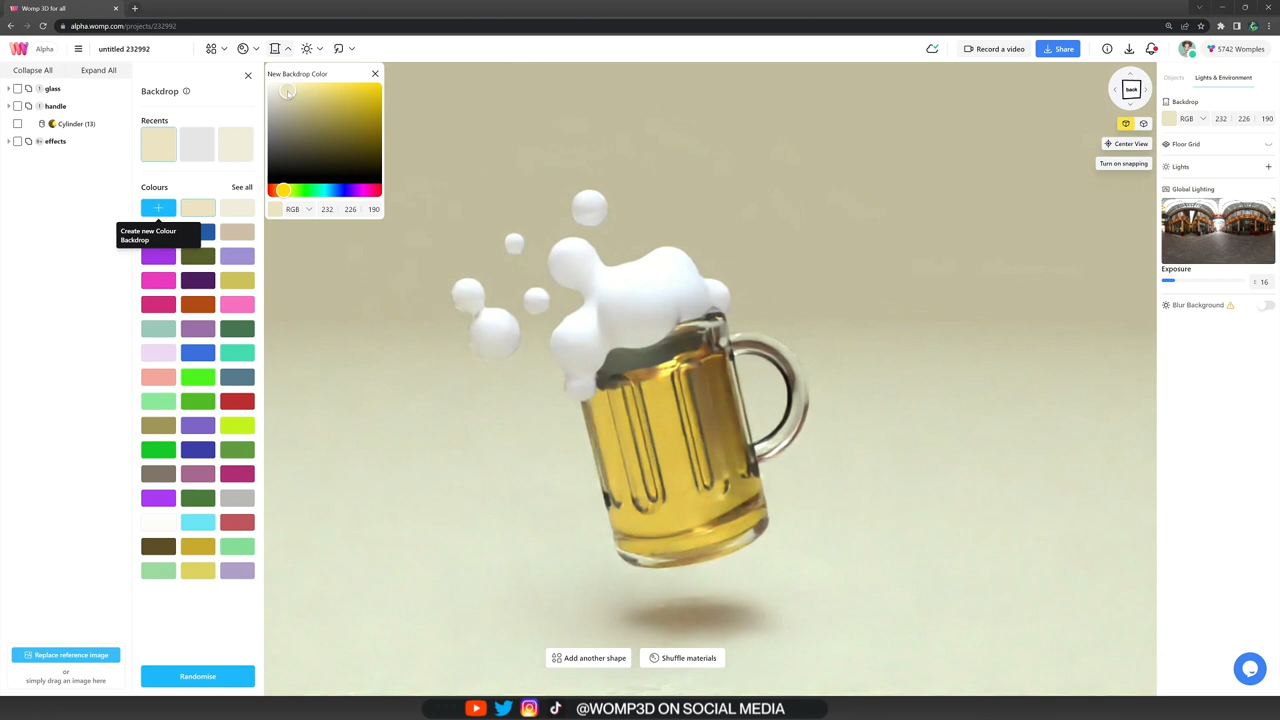 Womp 3D for all
alpha.womp.com/projects/232992
Alpha
untitled 232992
Record a video
Share
5742 Womples
Collapse All
Expand All
glass
handle
Cylinder (13)
effects
Replace reference image
or
simply drag an image here
Backdrop
Recents
Colours
See all
Create new Colour
Backdrop
Randomise
New Backdrop Color
RGB
232
226
190
back
Center View
Turn on snapping
Add another shape
Shuffle materials
Objects
Lights & Environment
Backdrop
RGB
232
226
190
Floor Grid
Lights
Global Lighting
Exposure
16
Blur Background
@WOMP3D ON SOCIAL MEDIA